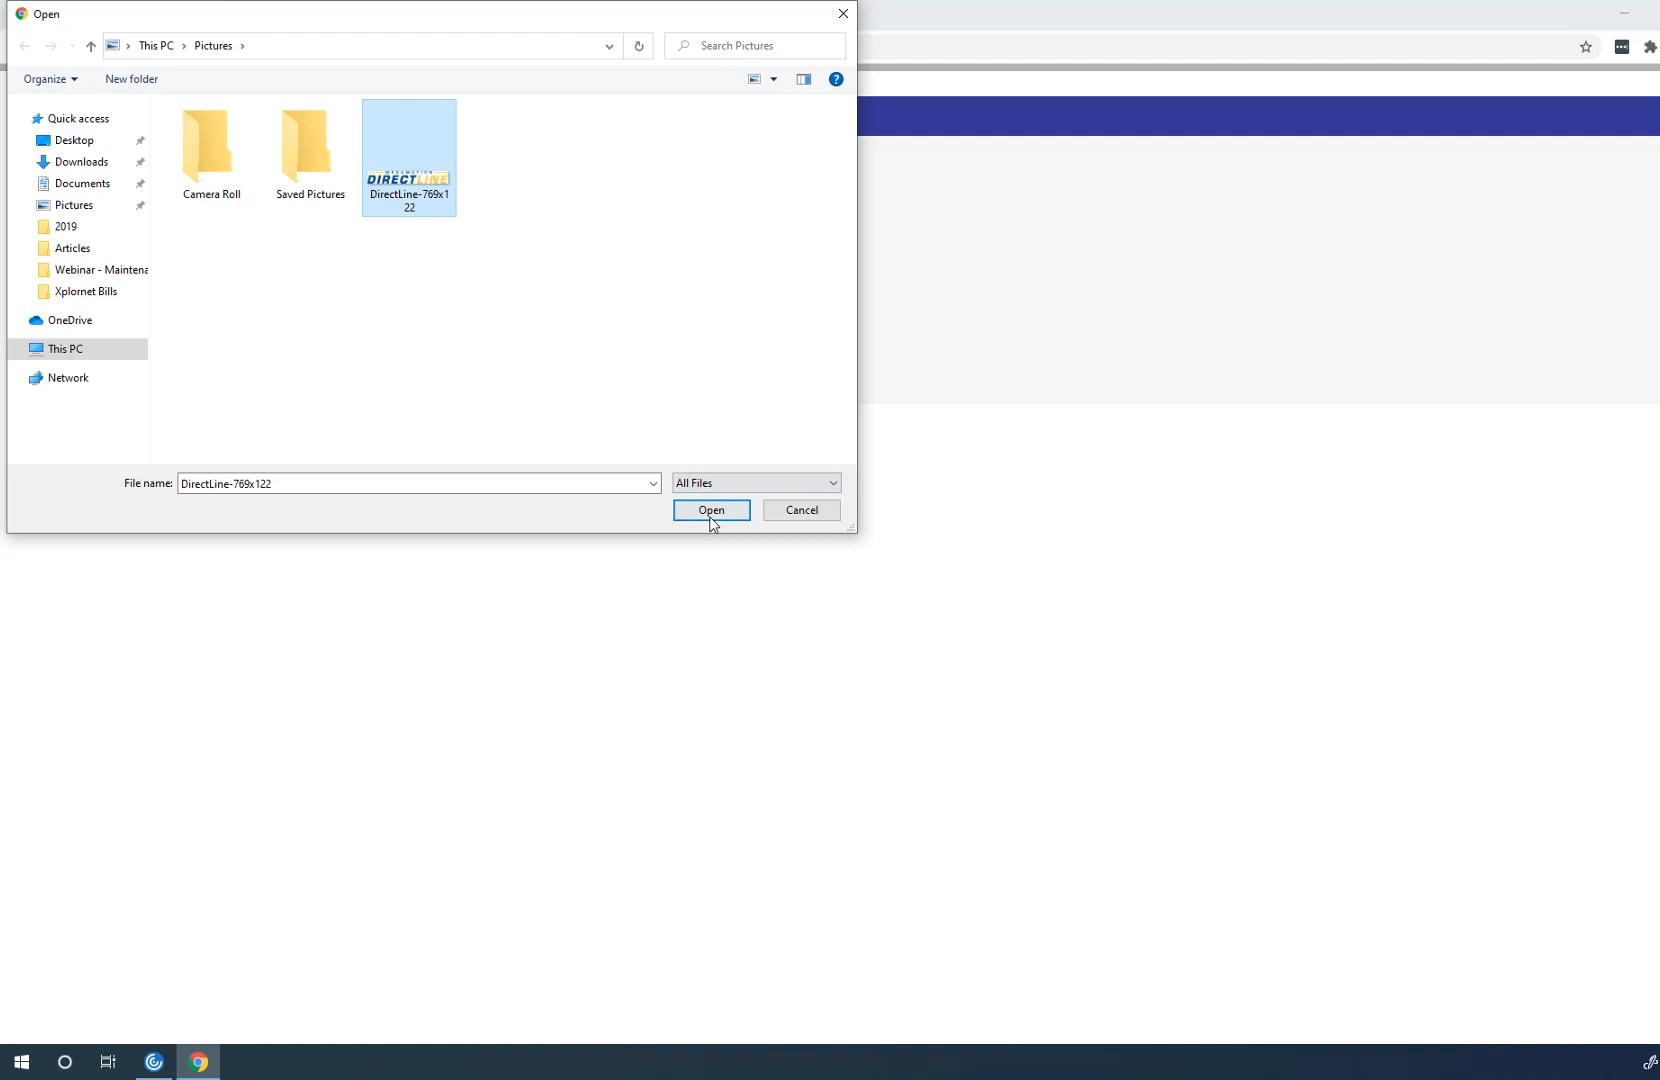 Open
This PC
Pictures
Search Pictures
Organize
New folder
?
Quick access
Desktop
Downloads
Documents
Pictures
2019
Articles
Webinar - Maintena
Xplornet Bills
OneDrive
This PC
Network
Camera Roll
Saved Pictures
DIRECTLINE
DirectLine-769x1
22
File name:
DirectLine-769x122
All Files
Open
Cancel